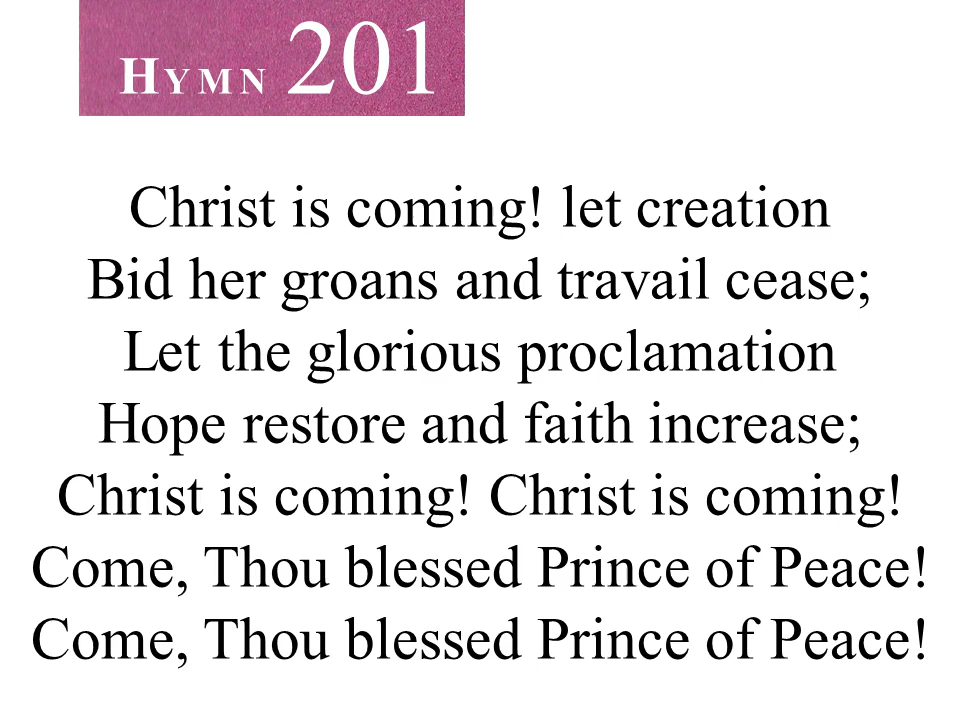 HYMN 201
Christ is coming! let creation
Bid her groans and travail cease;
Let the glorious proclamation
Hope restore and faith increase;
Christ is coming! Christ is coming!
Come, Thou blessed Prince of Peace!
Come, Thou blessed Prince of Peace!